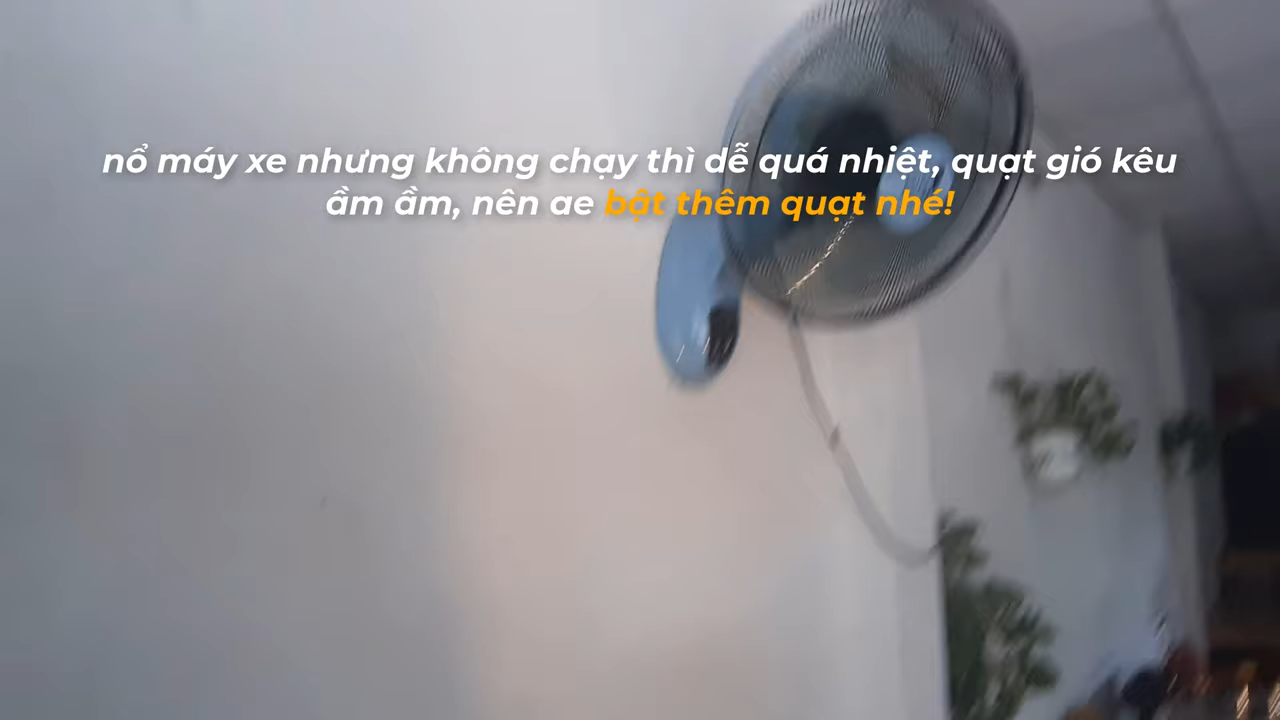 nổ máy xe nhưng không chạy thì dễ quá nhiệt, quạt gió kêu
ầm ầm, nên ae bật thêm quạt nhé!